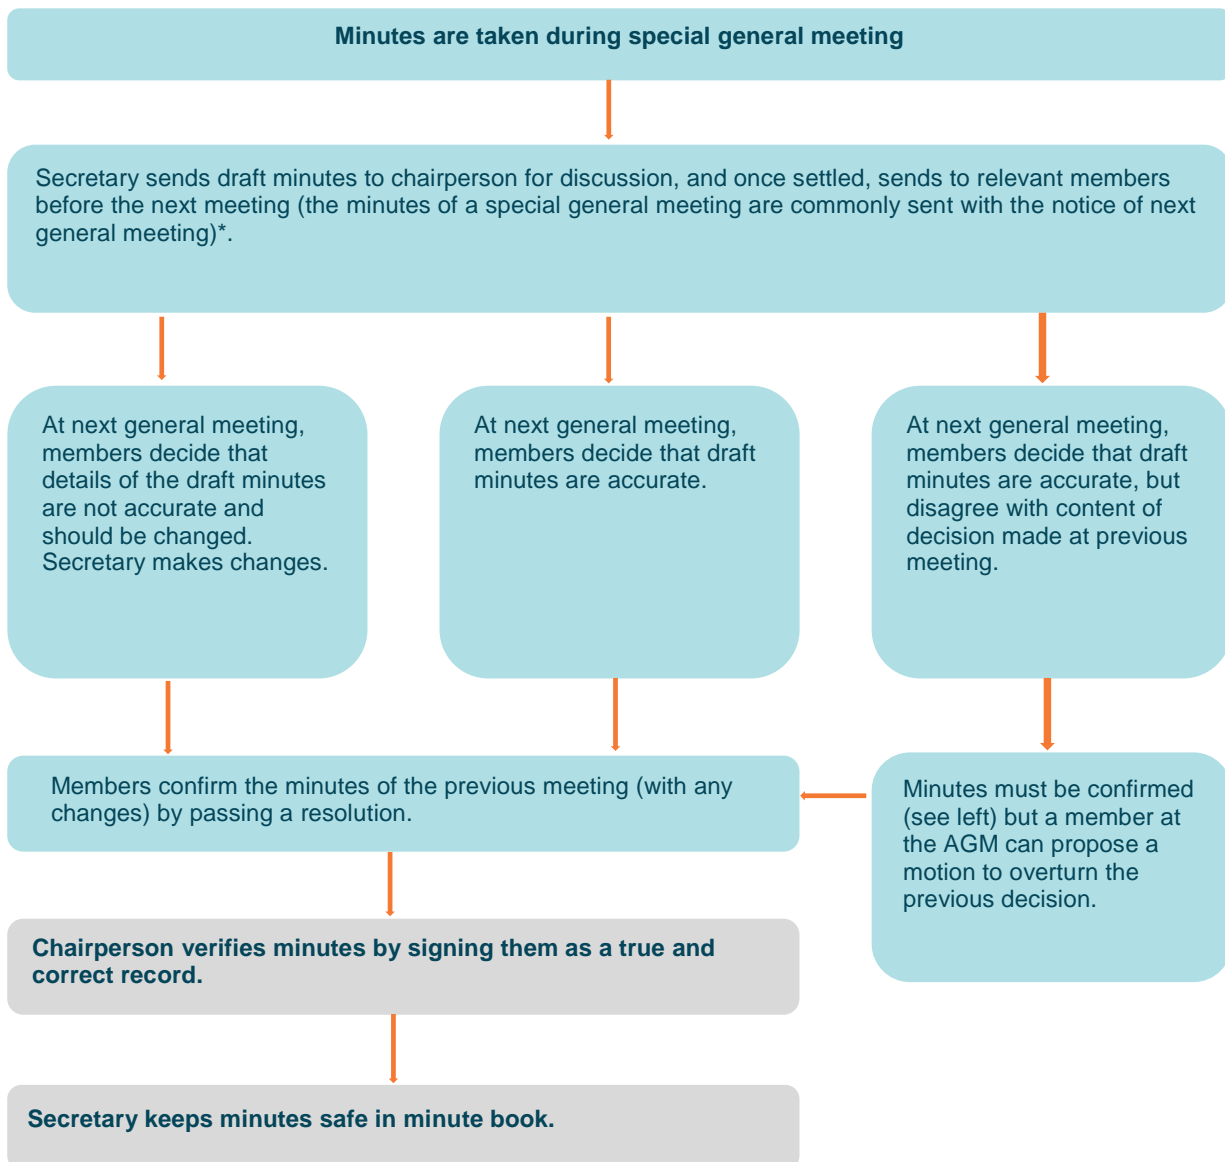 Minutes are taken during special general meeting
Secretary sends draft minutes to chairperson for discussion, and once settled, sends to relevant members
before the next meeting (the minutes of a special general meeting are commonly sent with the notice of next
general meeting)*.
At next general meeting,
members decide that
details of the draft minutes
are not accurate and
should be changed.
Secretary makes changes.
At next general meeting,
members decide that draft
minutes are accurate.
At next general meeting,
members decide that draft
minutes are accurate, but
disagree with content of
decision made at previous
meeting.
Members confirm the minutes of the previous meeting (with any
changes) by passing a resolution.
Minutes must be confirmed
(see left) but a member at
the AGM can propose a
motion to overturn the
previous decision.
Chairperson verifies minutes by signing them as a true and
correct record.
Secretary keeps minutes safe in minute book.